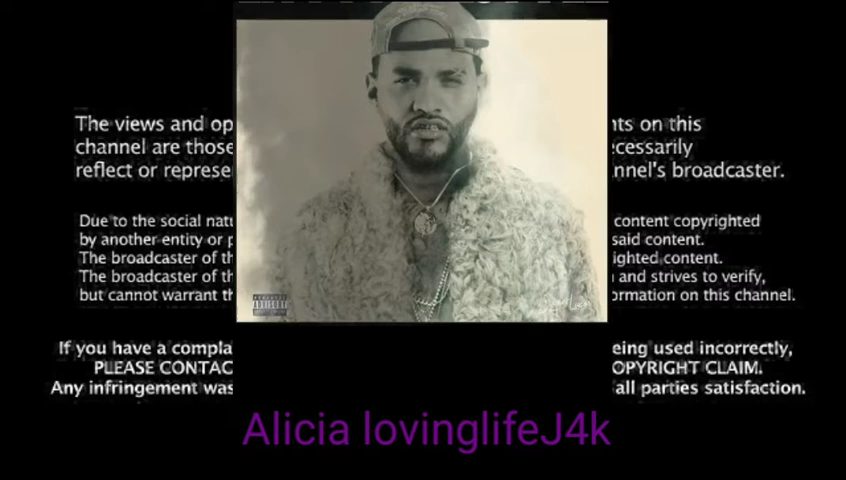 The views and op nts on this
channel are those ecessarily
reflect or represe nnel's broadcaster.
Due to the social natu content copyrighted
by another entity or p said content.
The broadcaster of th ighted content.
The broadcaster of th and strives to verify,
but cannot warrant th ormation on this channel.
If you have a compla eing used incorrectly,
PLEASE CONTAC OPYRIGHT CLAIM.
Any infringement was all parties satisfaction.
ADVISORY
Alicia lovinglifeJ4k